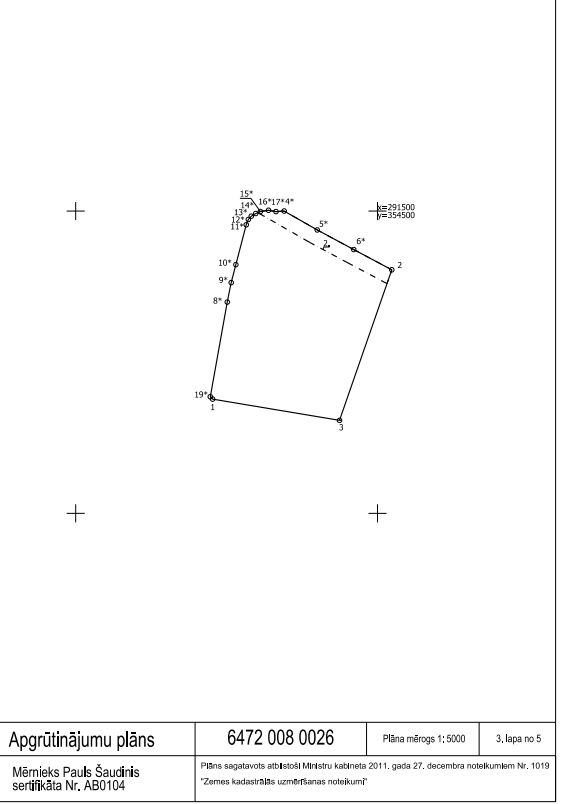 15*
14*
16*17*4*
x=291500
y=354500
13*
12*
11*
5*
2.
6*
2
10*
9*
8*
19*
1
3
Apgrūtinājumu plāns
6472 008 0026
Plāna mērogs 1: 5000
3. lapa no 5
Mērnieks Pauls Šaudinis
sertifikāta Nr. AB0104
Plāns sagatavots atbilstoši Ministru kabineta 2011. gada 27. decembra noteikumiem Nr. 1019
"Zemes kadastrālās uzmērīšanas noteikumi"